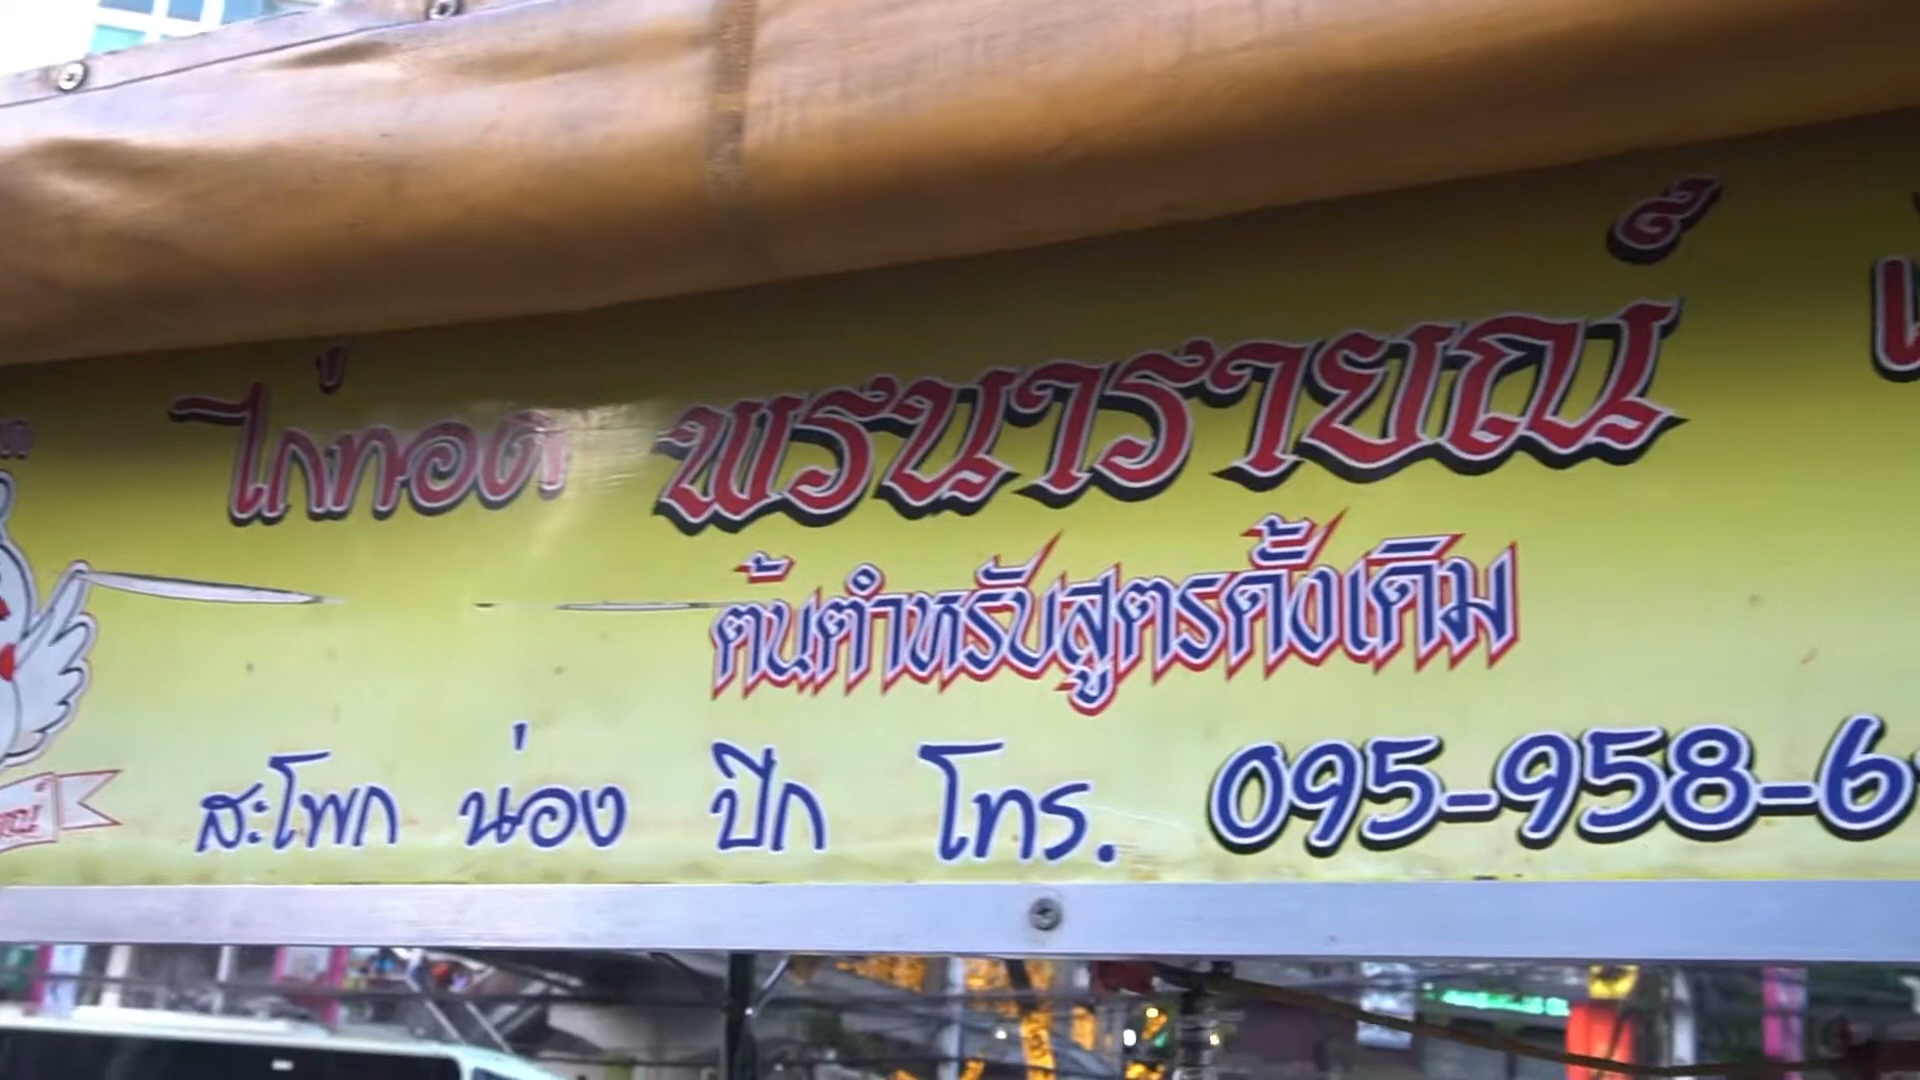 ไก่ทอด พรนารายณ์
ต้นตำหรับสูตรดั้งเดิม
สะโพก น่อง ปีก โทร. 095-958-6